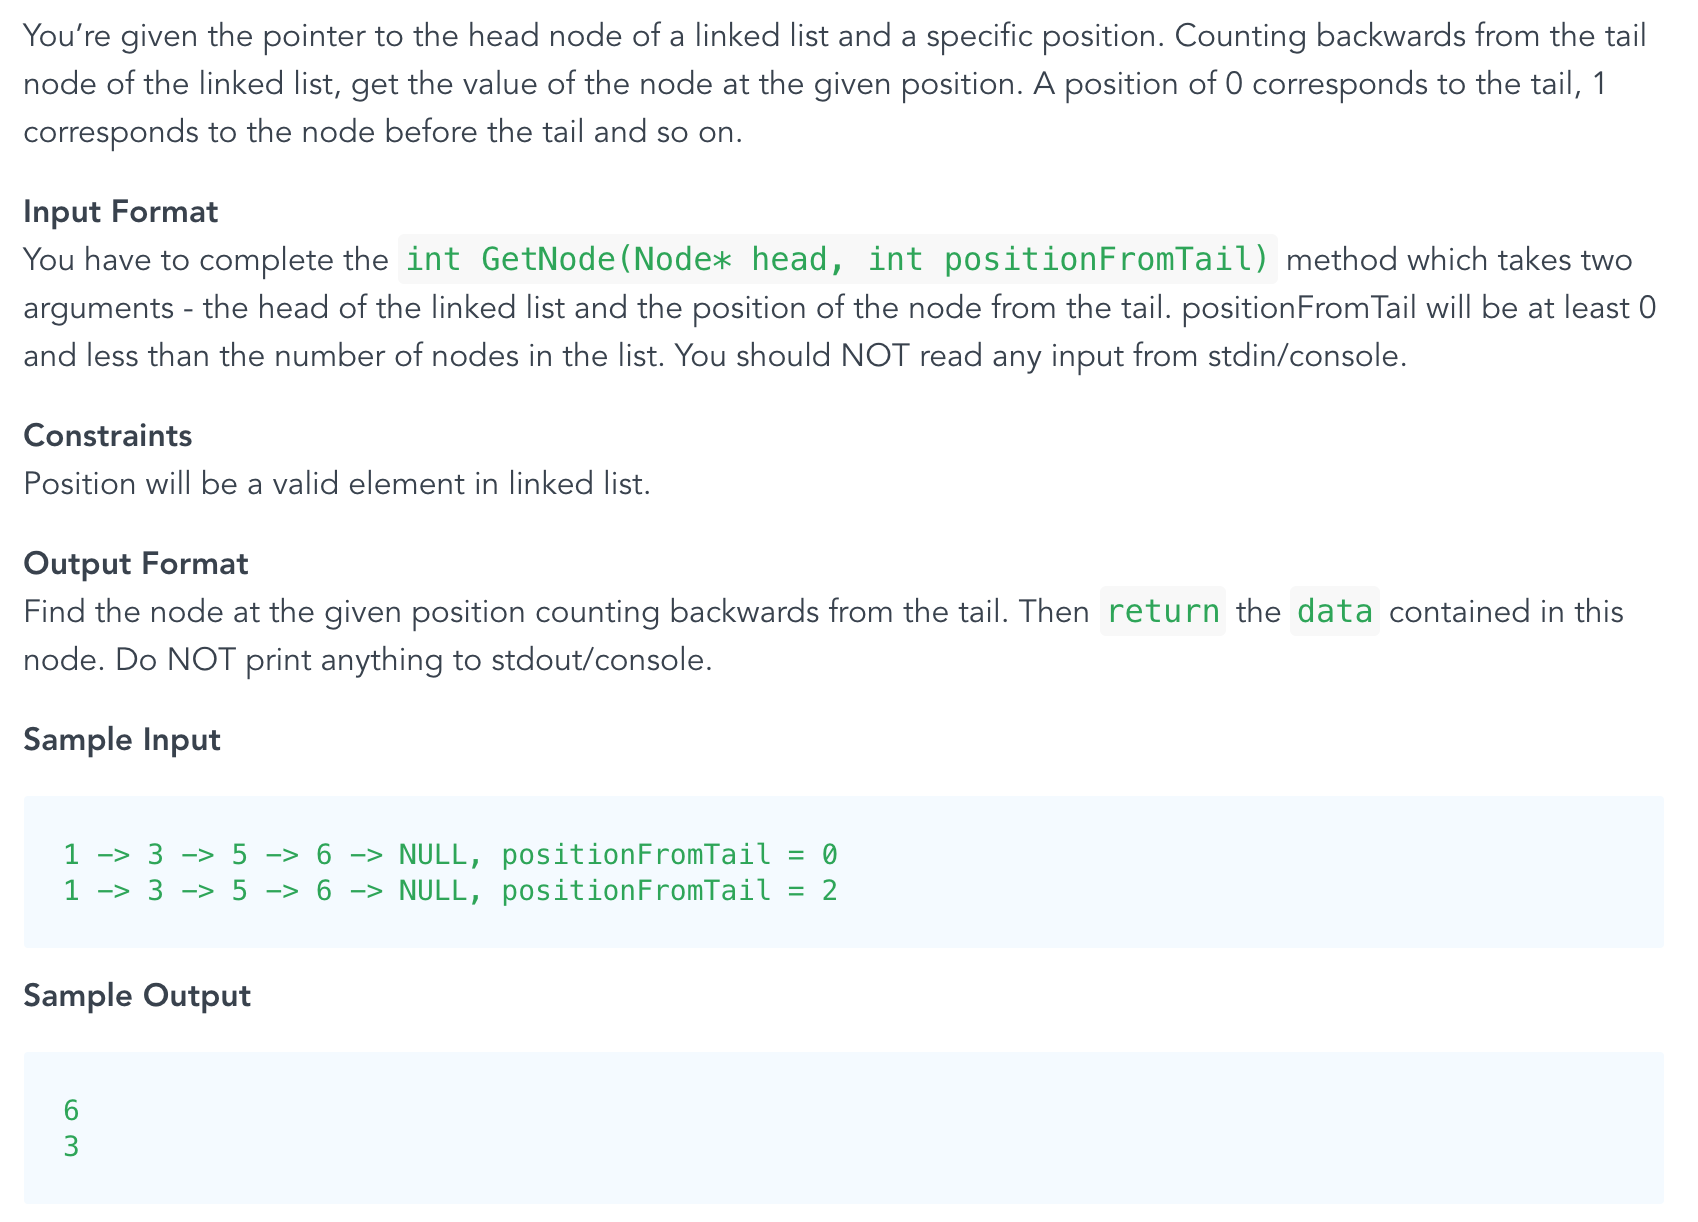 You’re given the pointer to the head node of a linked list and a specific position. Counting backwards from the tail
node of the linked list, get the value of the node at the given position. A position of 0 corresponds to the tail, 1
corresponds to the node before the tail and so on.
Input Format
You have to complete the int GetNode(Node* head, int positionFromTail) method which takes two
arguments - the head of the linked list and the position of the node from the tail. positionFromTail will be at least 0
and less than the number of nodes in the list. You should NOT read any input from stdin/console.
Constraints
Position will be a valid element in linked list.
Output Format
Find the node at the given position counting backwards from the tail. Then return the data contained in this
node. Do NOT print anything to stdout/console.
Sample Input
1 -> 3 -> 5 -> 6 -> NULL, positionFromTail = 0
1 -> 3 -> 5 -> 6 -> NULL, positionFromTail = 2
Sample Output
6
3